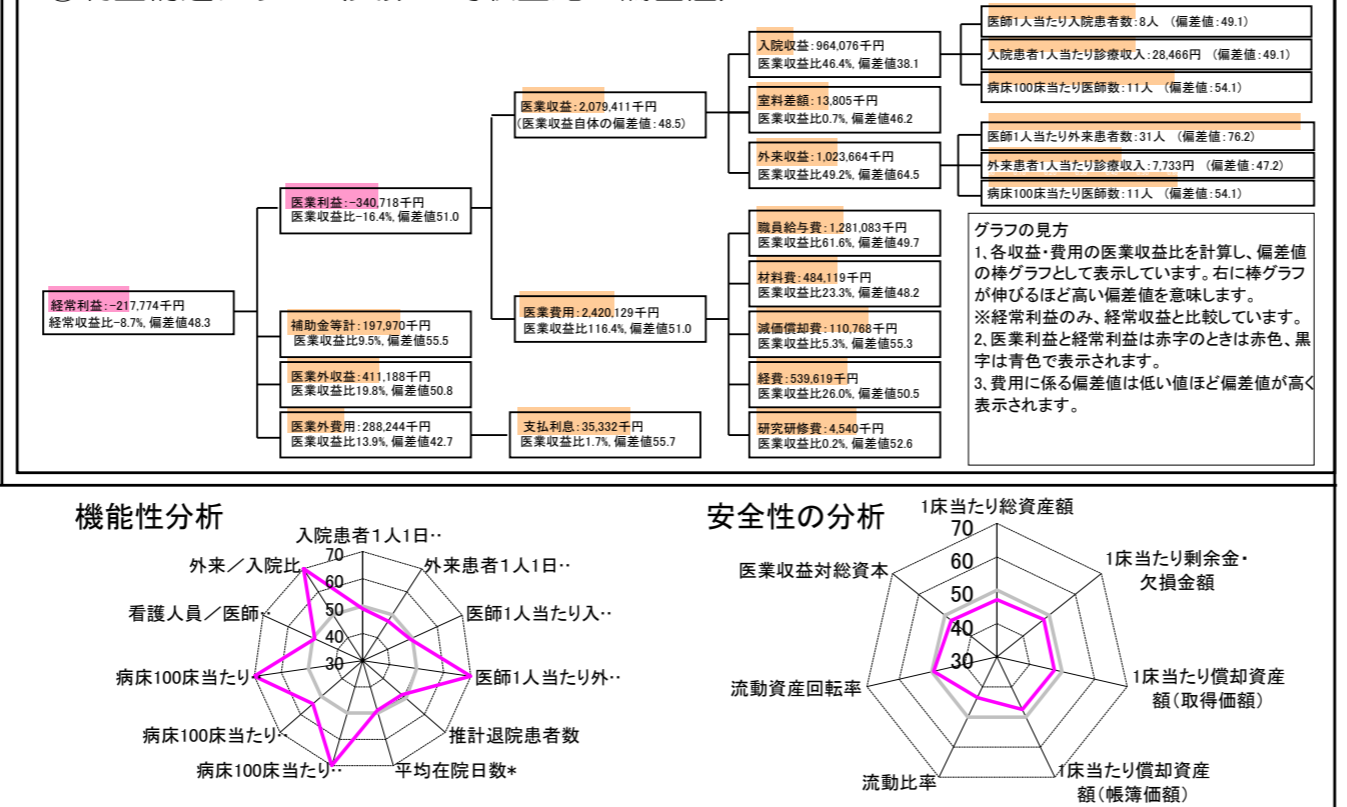 医師1人当たり入院患者数:8人 (偏差値:49.1)
入院収益:964,076千円
医業収益比46.4%, 偏差値38.1
入院患者1人当たり診療収入:28,466円 (偏差値:49.1)
病床100床当たり医師数:11人 (偏差値:54.1)
医業収益:2,079,411千円
(医業収益自体の偏差値:48.5)
室料差額:13,805千円
医業収益比0.7%, 偏差値46.2
医師1人当たり外来患者数:31人 (偏差値:76.2)
外来収益:1,023,664千円
医業収益比49.2%, 偏差値64.5
外来患者1人当たり診療収入:7,733円 (偏差値:47.2)
病床100床当たり医師数:11人 (偏差値:54.1)
医業利益:-340,718千円
医業収益比-16.4%, 偏差値51.0
職員給与費:1,281,083千円
医業収益比61.6%, 偏差値49.7
材料費:484,119千円
医業収益比23.3%, 偏差値48.2
経常利益:-217,774千円
経常収益比-8.7%, 偏差値48.3
医業費用:2,420,129千円
医業収益比116.4%, 偏差値51.0
補助金等計:197,970千円
医業収益比9.5%, 偏差値55.5
減価償却費:110,768千円
医業収益比5.3%, 偏差値55.3
医業外収益:411,188千円
医業収益比19.8%, 偏差値50.8
経費:539,619千円
医業収益比26.0%, 偏差値50.5
医業外費用:288,244千円
医業収益比13.9%, 偏差値42.7
支払利息:35,332千円
医業収益比1.7%, 偏差値55.7
研究研修費:4,540千円
医業収益比0.2%, 偏差値52.6
グラフの見方
1、各収益・費用の医業収益比を計算し、偏差値
の棒グラフとして表示しています。右に棒グラフ
が伸びるほど高い偏差値を意味します。
※経常利益のみ、経常収益と比較しています。
2、医業利益と経常利益は赤字のときは赤色、黒
字は青色で表示されます。
3、費用に係る偏差値は低い値ほど偏差値が高く
表示されます。
機能性分析
入院患者1人1日‥
外来患者1人1日‥
医師1人当たり入‥
医師1人当たり外‥
推計退院患者数
平均在院日数*
病床100床当たり‥
病床100床当たり‥
病床100床当たり‥
看護人員/医師‥
外来/入院比
70
60
50
40
30
安全性の分析
1床当たり総資産額
1床当たり剰余金・
欠損金額
1床当たり償却資産
額(取得価額)
1床当たり償却資産
額(帳簿価額)
流動比率
流動資産回転率
医業収益対総資本
70
60
50
40
30